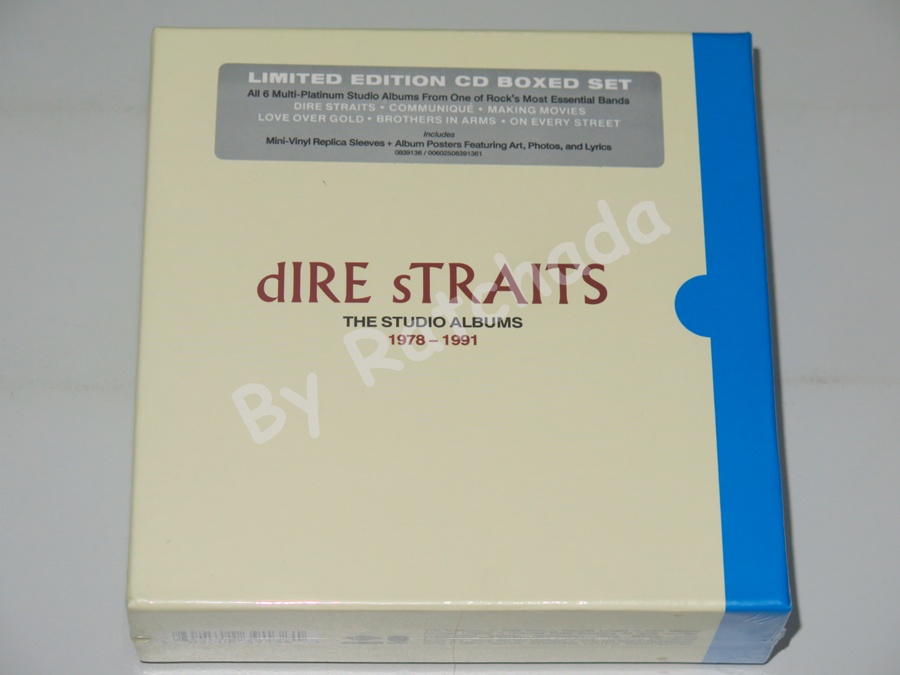 LIMITED EDITION CD BOXED SET
All 6 Multi-Platinum Studio Albums From One of Rock's Most Essential Bands
DIRE STRAITS • COMMUNIQUÉ • MAKING MOVIES
LOVE OVER GOLD • BROTHERS IN ARMS • ON EVERY STREET
Includes
Mini-Vinyl Replica Sleeves + Album Posters Featuring Art, Photos, and Lyrics
0839136 / 00602508391361
dIRE sTRAITS
THE STUDIO ALBUMS
1978 – 1991
By Ratchada